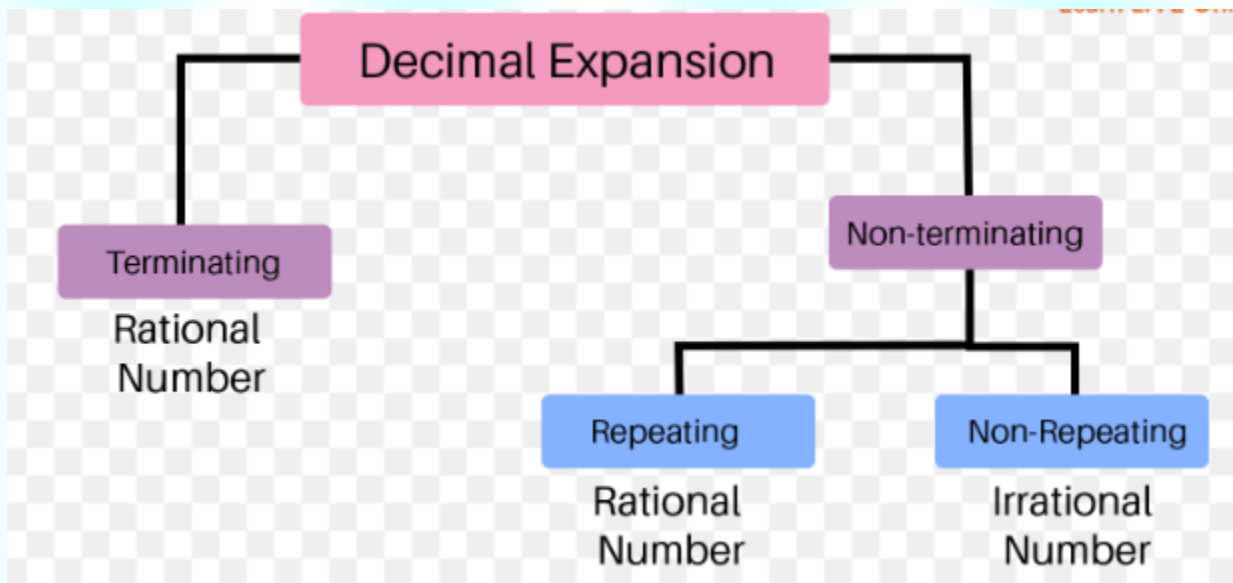 Decimal Expansion
Terminating
Rational
Number
Non-terminating
Repeating
Rational
Number
Non-Repeating
Irrational
Number